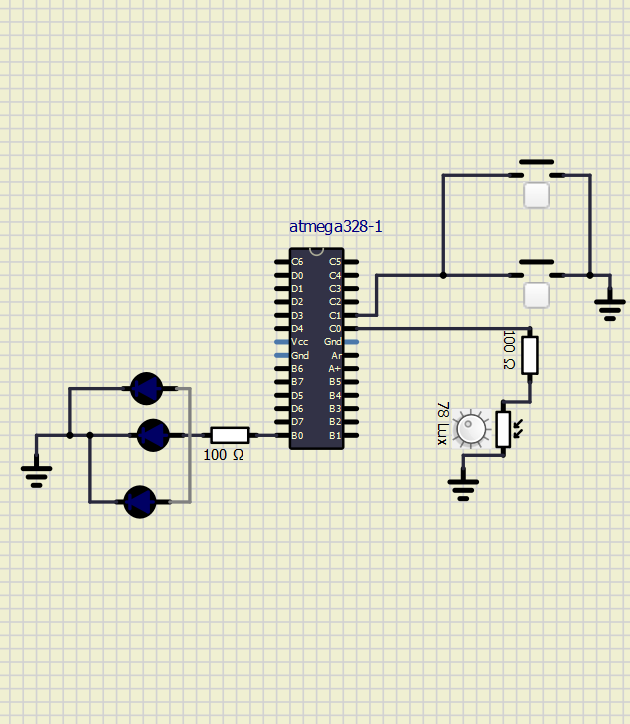 atmega328-1
C6 C5
D0 C4
D1 C3
D2 C2
D3 C1
D4 C0
Vcc Gnd
Gnd Ar
B6 A+
B7 B5
D5 B4
D6 B3
D7 B2
B0 B1
100 Ω
78 Lux
100 Ω